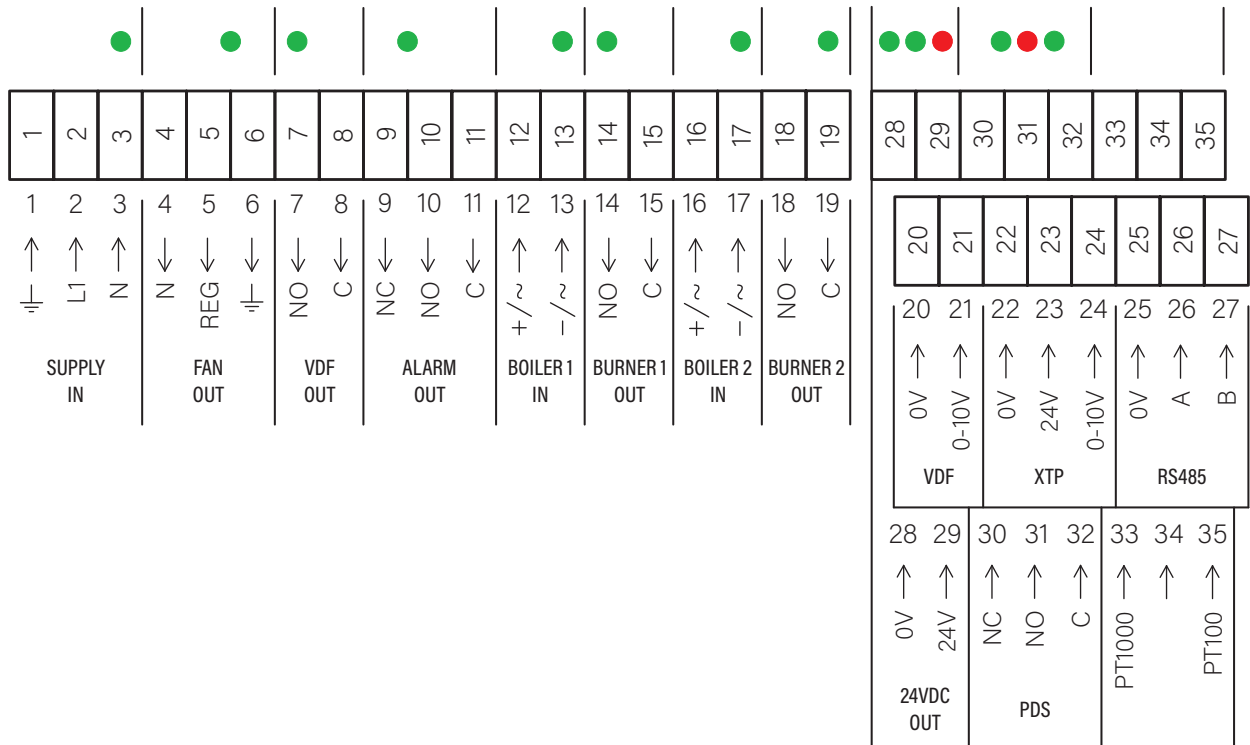 1 2 3 4 5 6 7 8 9 10 11 12 13 14 15 16 17 18 19
28 29 30 31 32 33 34 35
1 2 3 4 5 6 7 8 9 10 11 12 13 14 15 16 17 18 19
L1 N N REG NO C NC NO C +/~ -/~ NO C +/~ -/~ NO C
SUPPLY IN
FAN OUT
VDF OUT
ALARM OUT
BOILER 1 IN
BURNER 1 OUT
BOILER 2 IN
BURNER 2 OUT
20 21 22 23 24 25 26 27
20 21 22 23 24 25 26 27
0V 0-10V 0V 24V 0-10V 0V A B
VDF XTP RS485
28 29 30 31 32 33 34 35
0V 24V NC NO C PT1000 PT100
24VDC OUT
PDS